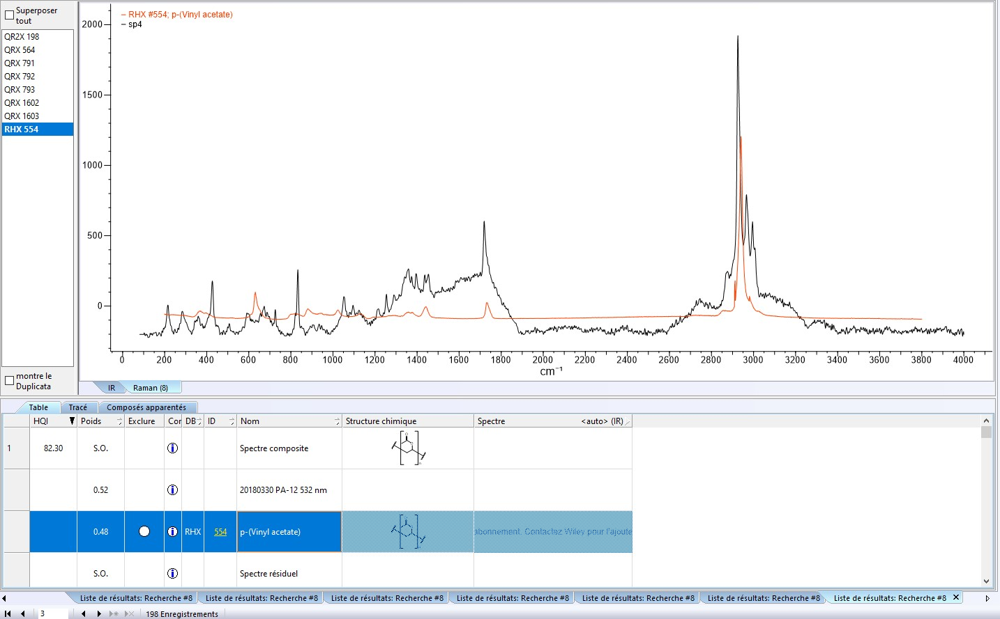 Superposer
tout
QR2X 198
QRX 564
QRX 791
QRX 792
QRX 793
QRX 1602
QRX 1603
RHX 554
montre le
Duplicata
RHX #554; p-(Vinyl acetate)
sp4
2000
1500
1000
500
0
0 200 400 600 800 1000 1200 1400 1600 1800 2000 2200 2400 2600 2800 3000 3200 3400 3600 3800 4000
cm⁻¹
IR Raman (8)
Table Tracé Composés apparentés
HQI Poids Exclure Cor DB ID Nom Structure chimique Spectre <auto> (IR)
1 82.30 S.O. Spectre composite
0.52 20180330 PA-12 532 nm
0.48 RHX 554 p-(Vinyl acetate) bonnement. Contactez Wiley pour l'ajoute
S.O. Spectre résiduel
Liste de résultats: Recherche #8 Liste de résultats: Recherche #8 Liste de résultats: Recherche #8 Liste de résultats: Recherche #8 Liste de résultats: Recherche #8 Liste de résultats: Recherche #8 Liste de résultats: Recherche #8
3 198 Enregistrements